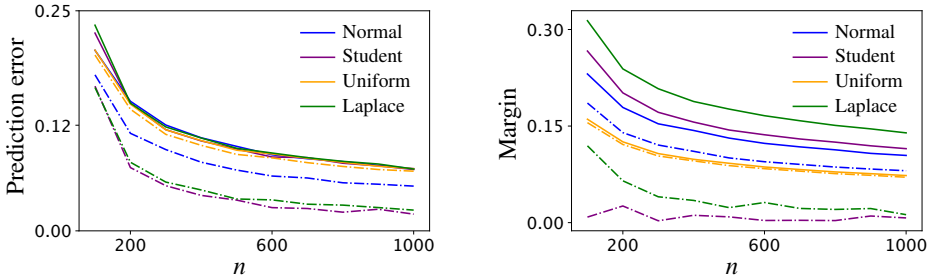 Prediction error
0.25
0.12
0.00
200
600
1000
n
Normal
Student
Uniform
Laplace
Margin
0.30
0.15
0.00
200
600
1000
n
Normal
Student
Uniform
Laplace